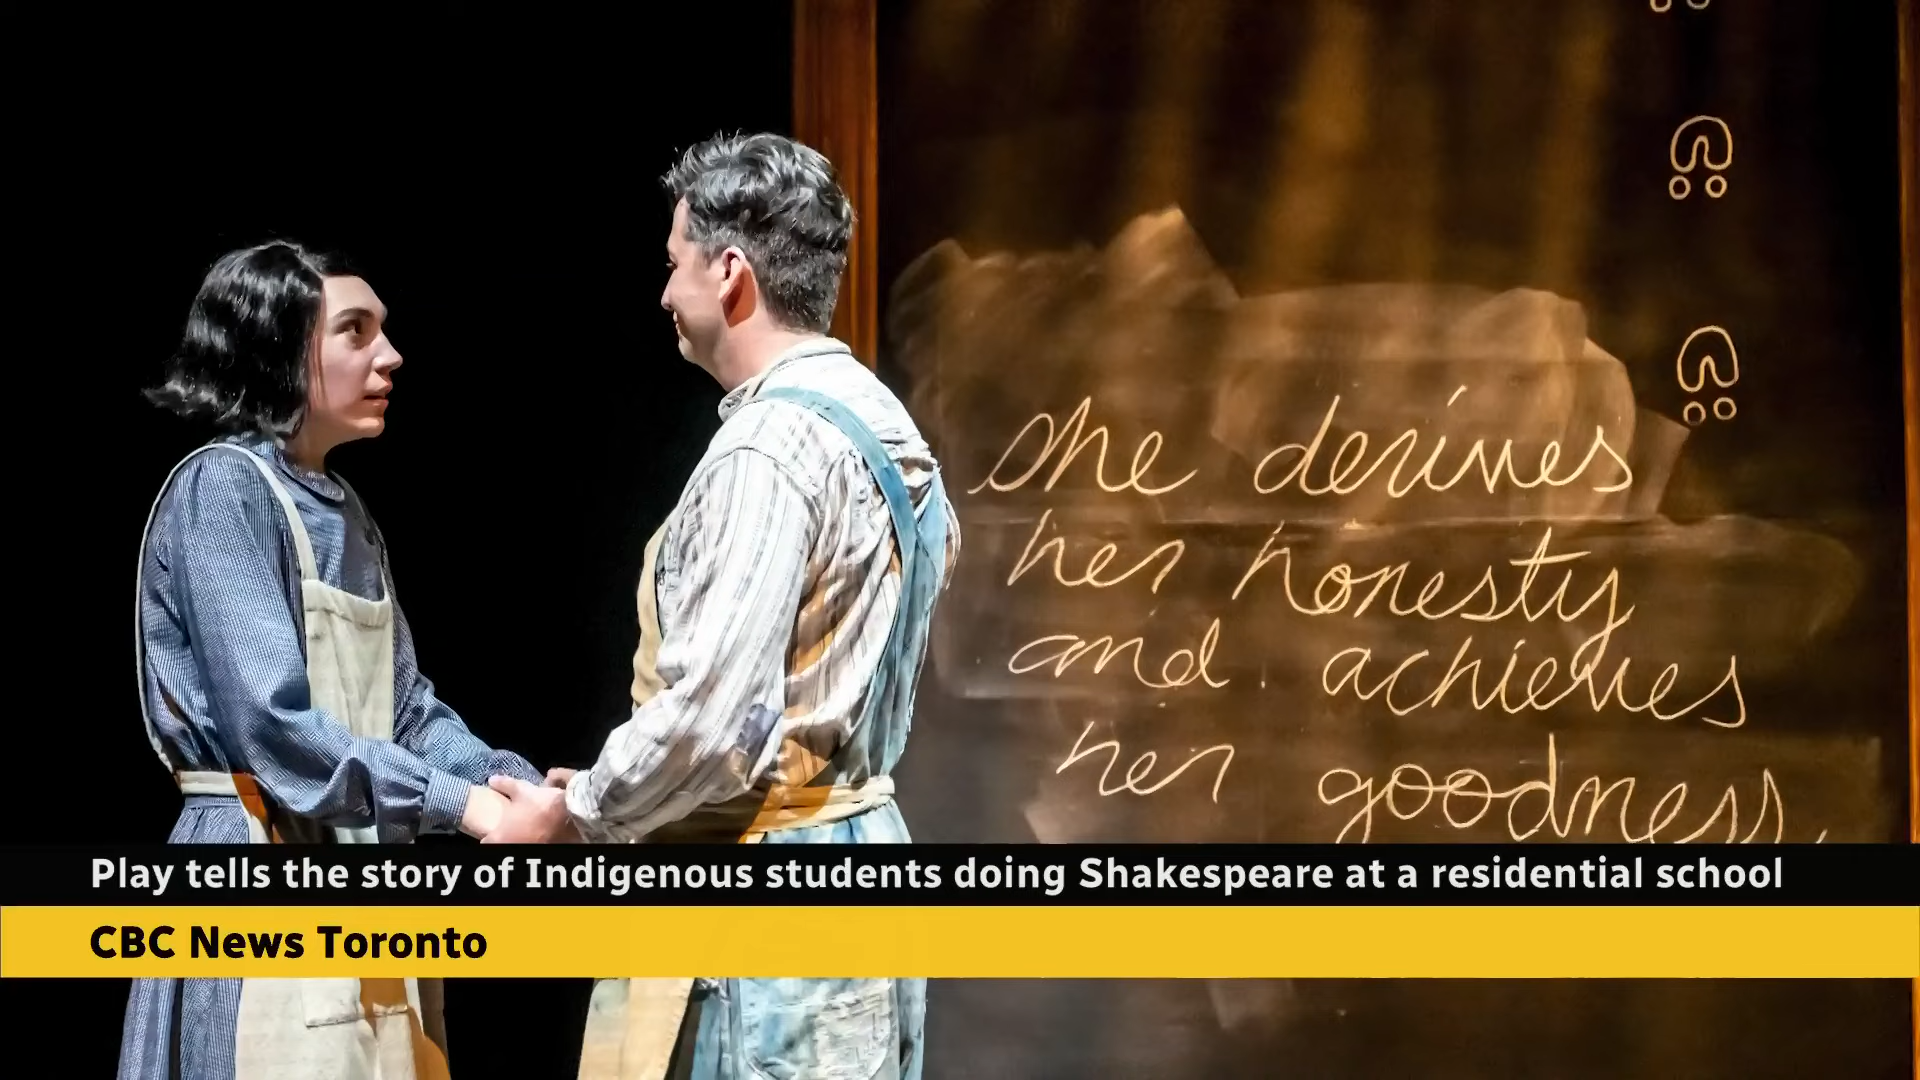 She derives
her honesty
and achieves
her goodness.
Play tells the story of Indigenous students doing Shakespeare at a residential school
CBC News Toronto